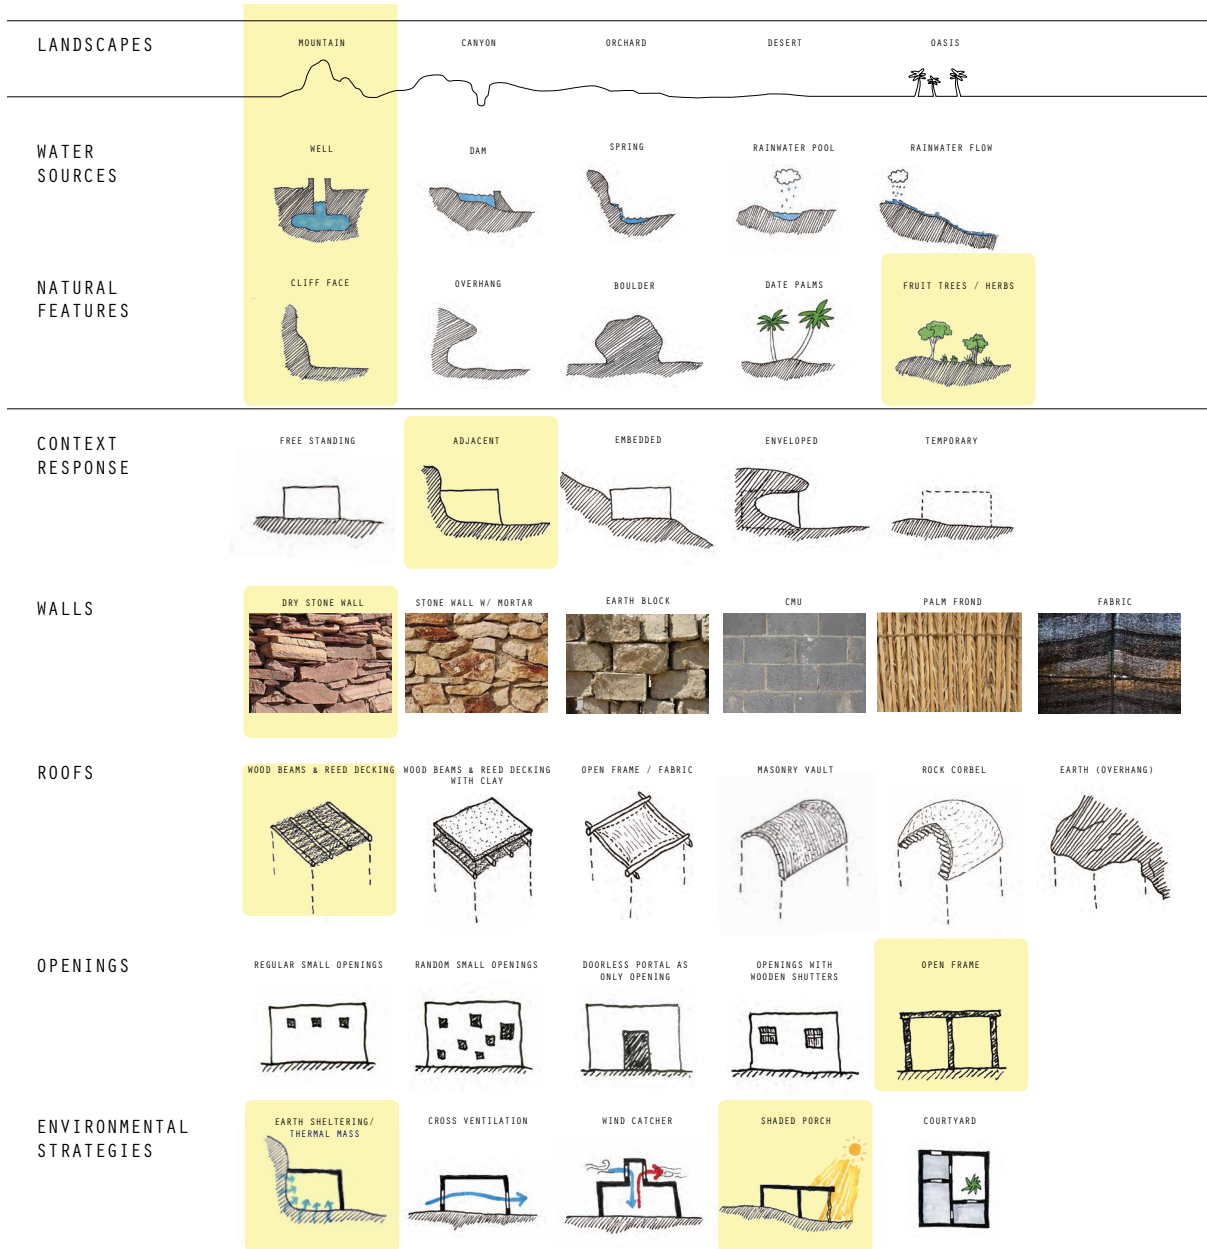 LANDSCAPES
MOUNTAIN
CANYON
ORCHARD
DESERT
OASIS
WATER
SOURCES
WELL
DAM
SPRING
RAINWATER POOL
RAINWATER FLOW
NATURAL
FEATURES
CLIFF FACE
OVERHANG
BOULDER
DATE PALMS
FRUIT TREES / HERBS
CONTEXT
RESPONSE
FREE STANDING
ADJACENT
EMBEDDED
ENVELOPED
TEMPORARY
WALLS
DRY STONE WALL
STONE WALL W/ MORTAR
EARTH BLOCK
CMU
PALM FROND
FABRIC
ROOFS
WOOD BEAMS & REED DECKING
WOOD BEAMS & REED DECKING
WITH CLAY
OPEN FRAME / FABRIC
MASONRY VAULT
ROCK CORBEL
EARTH (OVERHANG)
OPENINGS
REGULAR SMALL OPENINGS
RANDOM SMALL OPENINGS
DOORLESS PORTAL AS
ONLY OPENING
OPENINGS WITH
WOODEN SHUTTERS
OPEN FRAME
ENVIRONMENTAL
STRATEGIES
EARTH SHELTERING/
THERMAL MASS
CROSS VENTILATION
WIND CATCHER
SHADED PORCH
COURTYARD